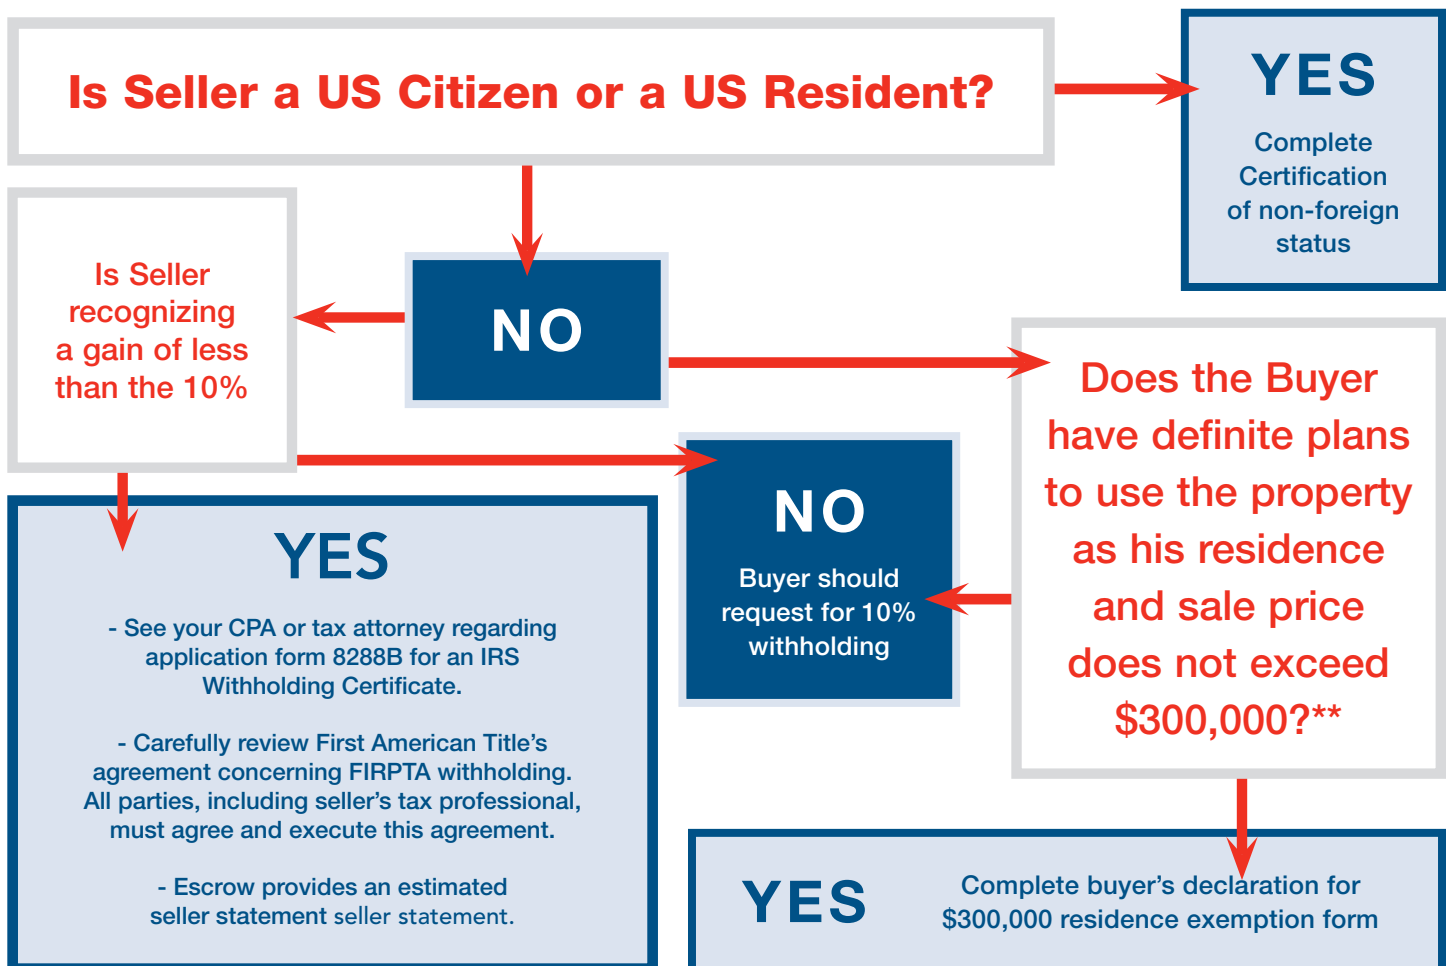 Is Seller a US Citizen or a US Resident?
YES
Complete
Certification
of non-foreign
status
Is Seller
recognizing
a gain of less
than the 10%
NO
Does the Buyer
have definite plans
to use the property
as his residence
and sale price
does not exceed
$300,000?**
NO
Buyer should
request for 10%
withholding
YES
- See your CPA or tax attorney regarding
application form 8288B for an IRS
Withholding Certificate.
- Carefully review First American Title's
agreement concerning FIRPTA withholding.
All parties, including seller's tax professional,
must agree and execute this agreement.
- Escrow provides an estimated
seller statement seller statement.
YES
Complete buyer's declaration for
$300,000 residence exemption form